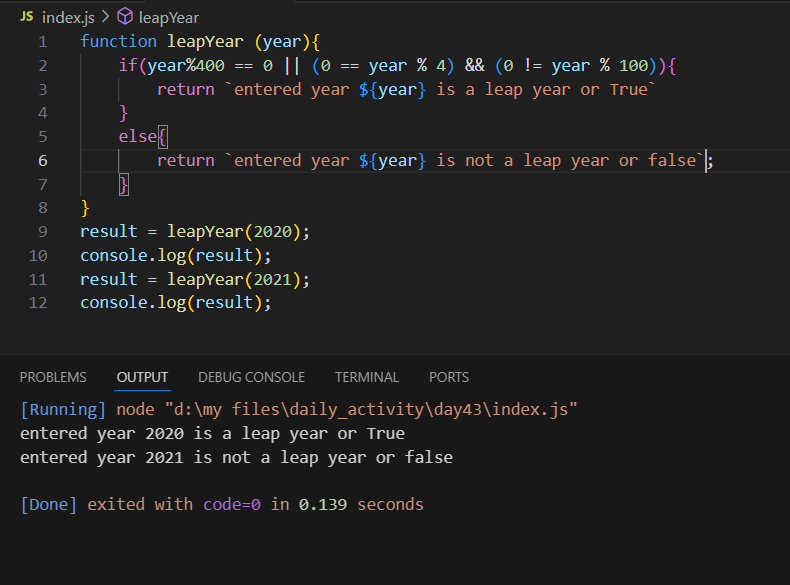 JS index.js > leapYear
1 function leapYear (year){
2 if(year%400 == 0 || (0 == year % 4) && (0 != year % 100)){
3 return `entered year ${year} is a leap year or True`
4 }
5 else{
6 return `entered year ${year} is not a leap year or false`;
7 }
8 }
9 result = leapYear(2020);
10 console.log(result);
11 result = leapYear(2021);
12 console.log(result);
PROBLEMS OUTPUT DEBUG CONSOLE TERMINAL PORTS
[Running] node "d:\my files\daily_activity\day43\index.js"
entered year 2020 is a leap year or True
entered year 2021 is not a leap year or false
[Done] exited with code=0 in 0.139 seconds